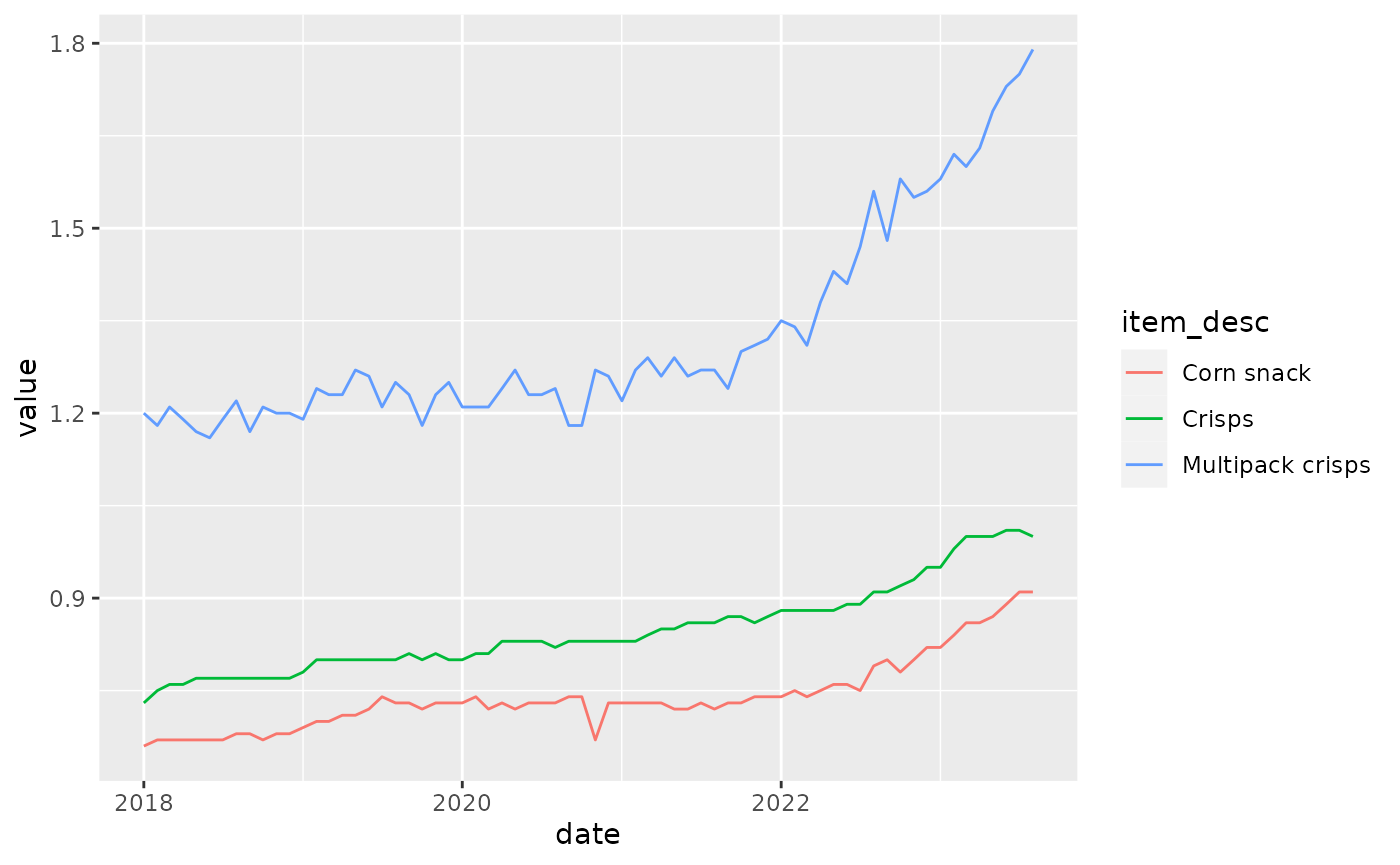 1.8
1.5
1.2
0.9
value
2018
2020
2022
date
item_desc
Corn snack
Crisps
Multipack crisps